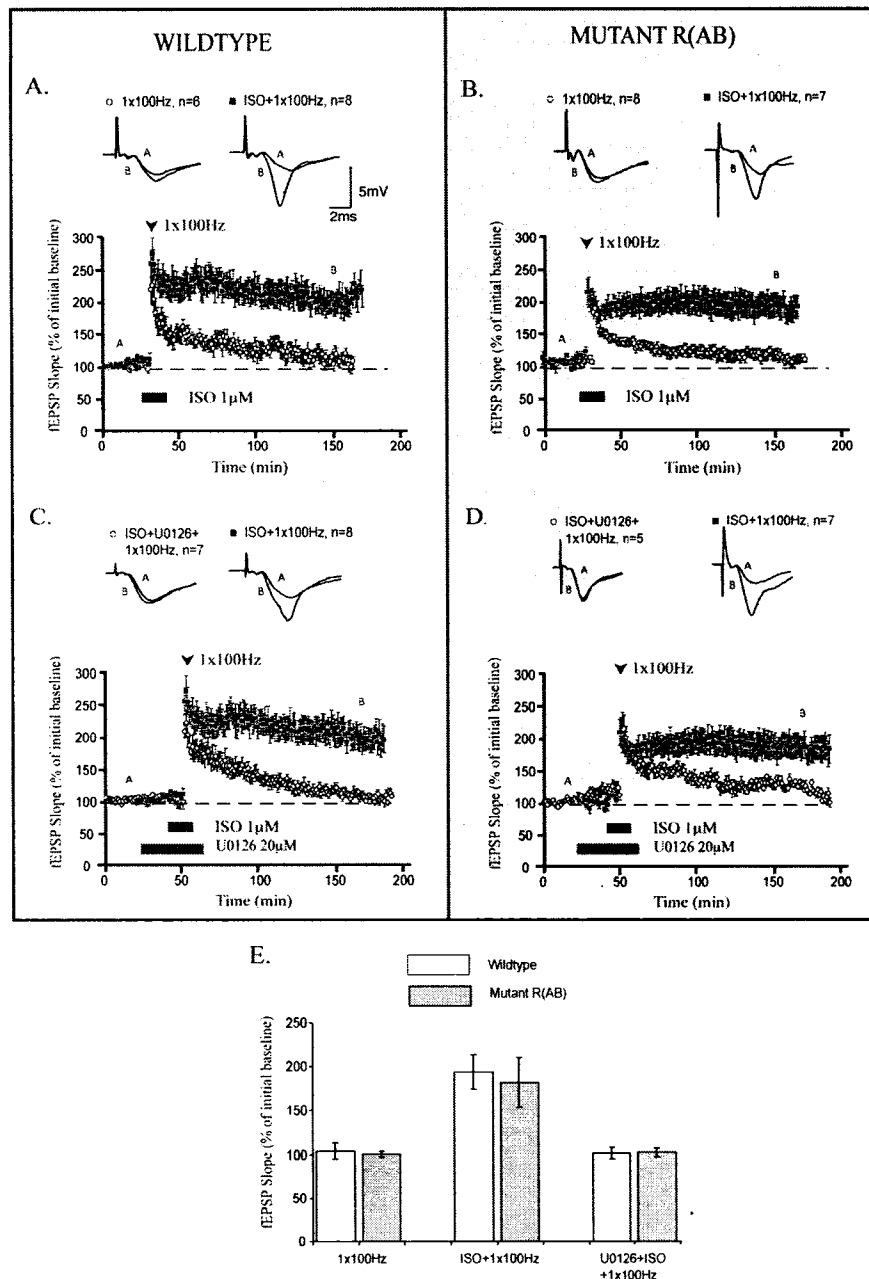 WILDTYPE
MUTANT R(AB)
A.
○ 1x100Hz, n=6
■ ISO+1x100Hz, n=8
A
B
A
B
5mV
2ms
1x100Hz
300
250
200
150
100
50
0
B
A
ISO 1µM
0
50
100
150
200
fEPSP Slope (% of initial baseline)
Time (min)
B.
○ 1x100Hz, n=8
■ ISO+1x100Hz, n=7
A
B
A
B
1x100Hz
300
250
200
150
100
50
0
B
A
ISO 1µM
0
50
100
150
200
fEPSP Slope (% of initial baseline)
Time (min)
C.
○ ISO+U0126+
1x100Hz, n=7
■ ISO+1x100Hz, n=8
A
B
A
B
1x100Hz
300
250
200
150
100
50
0
B
A
ISO 1µM
U0126 20µM
0
50
100
150
200
fEPSP Slope (% of initial baseline)
Time (min)
D.
○ ISO+U0126+
1x100Hz, n=5
■ ISO+1x100Hz, n=7
A
B
A
B
1x100Hz
300
250
200
150
100
50
0
B
A
ISO 1µM
U0126 20µM
0
50
100
150
200
fEPSP Slope (% of initial baseline)
Time (min)
E.
Wildtype
Mutant R(AB)
250
200
150
100
50
0
fEPSP Slope (% of initial baseline)
1x100Hz
ISO+1x100Hz
U0126+ISO
+1x100Hz